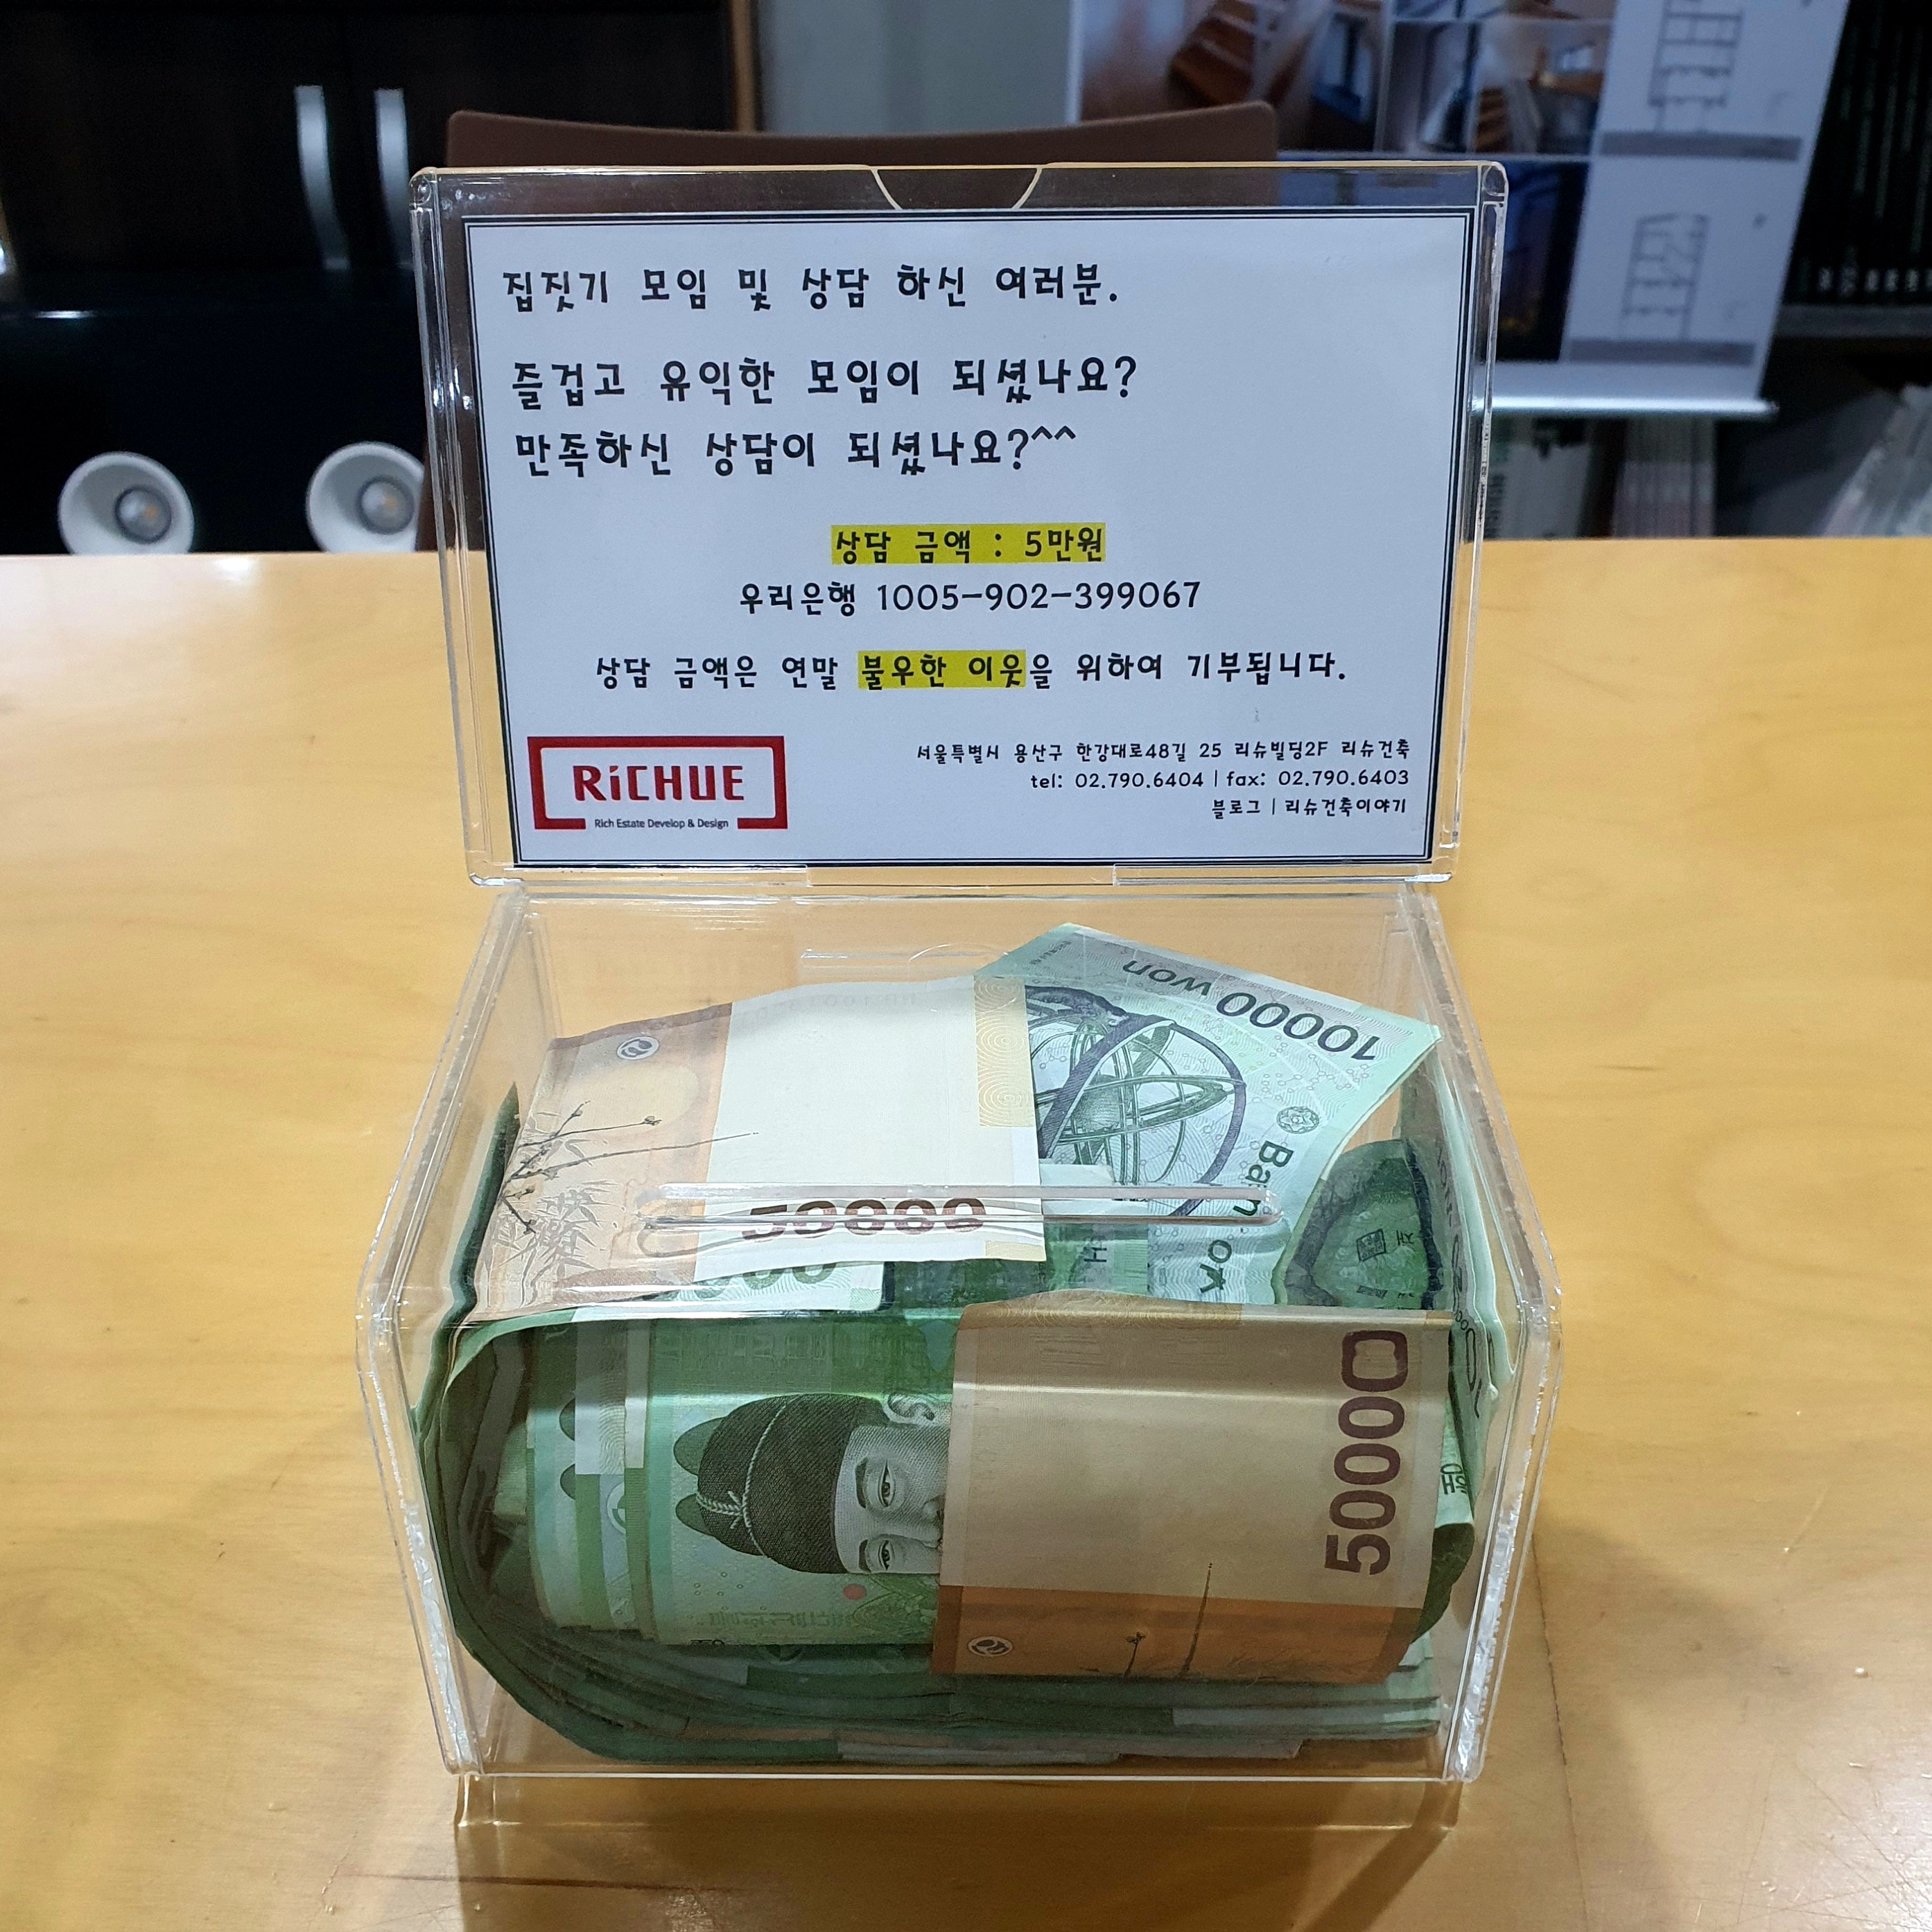 집짓기 모임 및 상담 하신 여러분.
즐겁고 유익한 모임이 되셨나요?
만족하신 상담이 되셨나요?^^
상담 금액 : 5만원
우리은행 1005-902-399067
상담 금액은 연말 불우한 이웃을 위하여 기부됩니다.
RiCHUE
Rich Estate Develop & Design
서울특별시 용산구 한강대로48길 25 리슈빌딩2F 리슈건축
tel: 02.790.6404 | fax: 02.790.6403
블로그 | 리슈건축이야기
10000 won
50000
50000